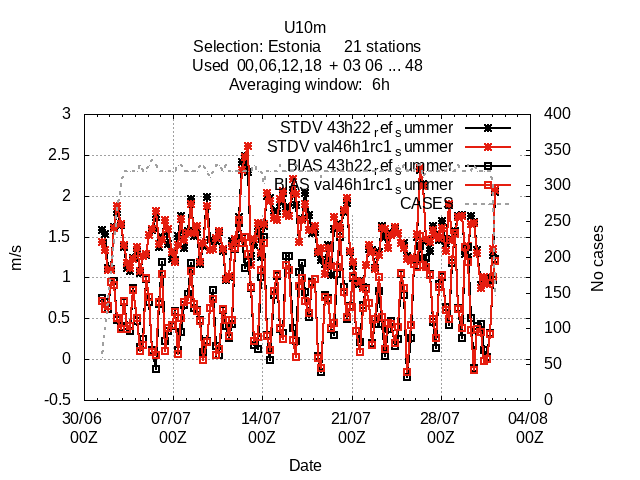 U10m
Selection: Estonia 21 stations
Used 00,06,12,18 + 03 06 ... 48
Averaging window: 6h
3
2.5
2
1.5
1
0.5
0
-0.5
400
350
300
250
200
150
100
50
0
STDV 43h22_ref_summer
STDV val46h1rc1_summer
BIAS 43h22_ref_summer
BIAS val46h1rc1_summer
CASES
m/s
No cases
30/06 00Z
07/07 00Z
14/07 00Z
21/07 00Z
28/07 00Z
04/08 00Z
Date